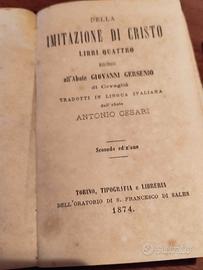 DELLA
IMITAZIONE DI CRISTO
LIBRI QUATTRO
all'Abate GIOVANNI GERSENIO
di Cavaglià
TRADOTTI IN LINGUA ITALIANA
dall'abate
ANTONIO CESARI
Seconda edizione
TORINO, TIPOGRAFIA e LIBRERIA
DELL'ORATORIO DI S. FRANCESCO DI SALES
1874.